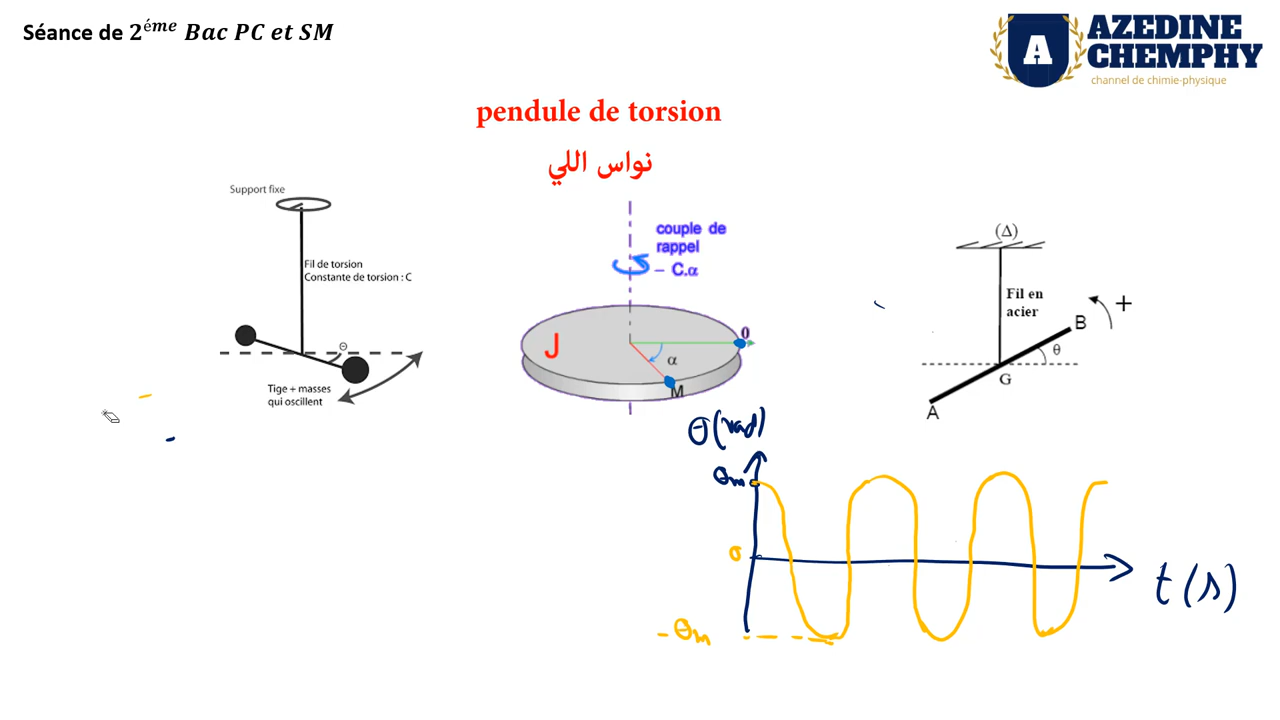 Séance de 2éme Bac PC et SM
AZEDINE
CHEMPHY
channel de chimie-physique
A
pendule de torsion
نواس اللي
Support fixe
Fil de torsion
Constante de torsion : C
Θ
Tige + masses
qui oscillent
couple de
rappel
– C.α
J
0
α
M
(Δ)
Fil en
acier
+
B
θ
G
A
θ(rad)
θm
0
-θm
t(s)